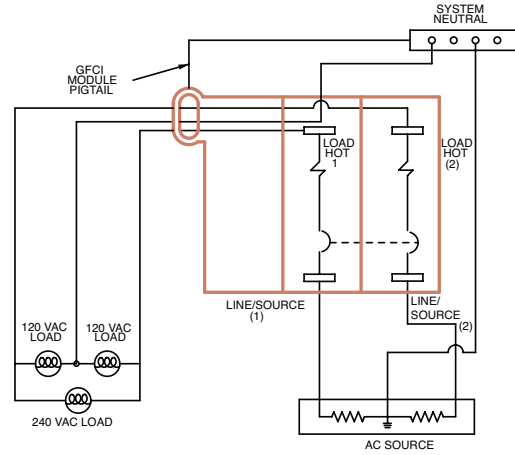 SYSTEM
NEUTRAL
GFCI
MODULE
PIGTAIL
LOAD
HOT
1
LOAD
HOT
(2)
LINE/SOURCE
(1)
LINE/
SOURCE
(2)
120 VAC
LOAD
120 VAC
LOAD
240 VAC LOAD
AC SOURCE